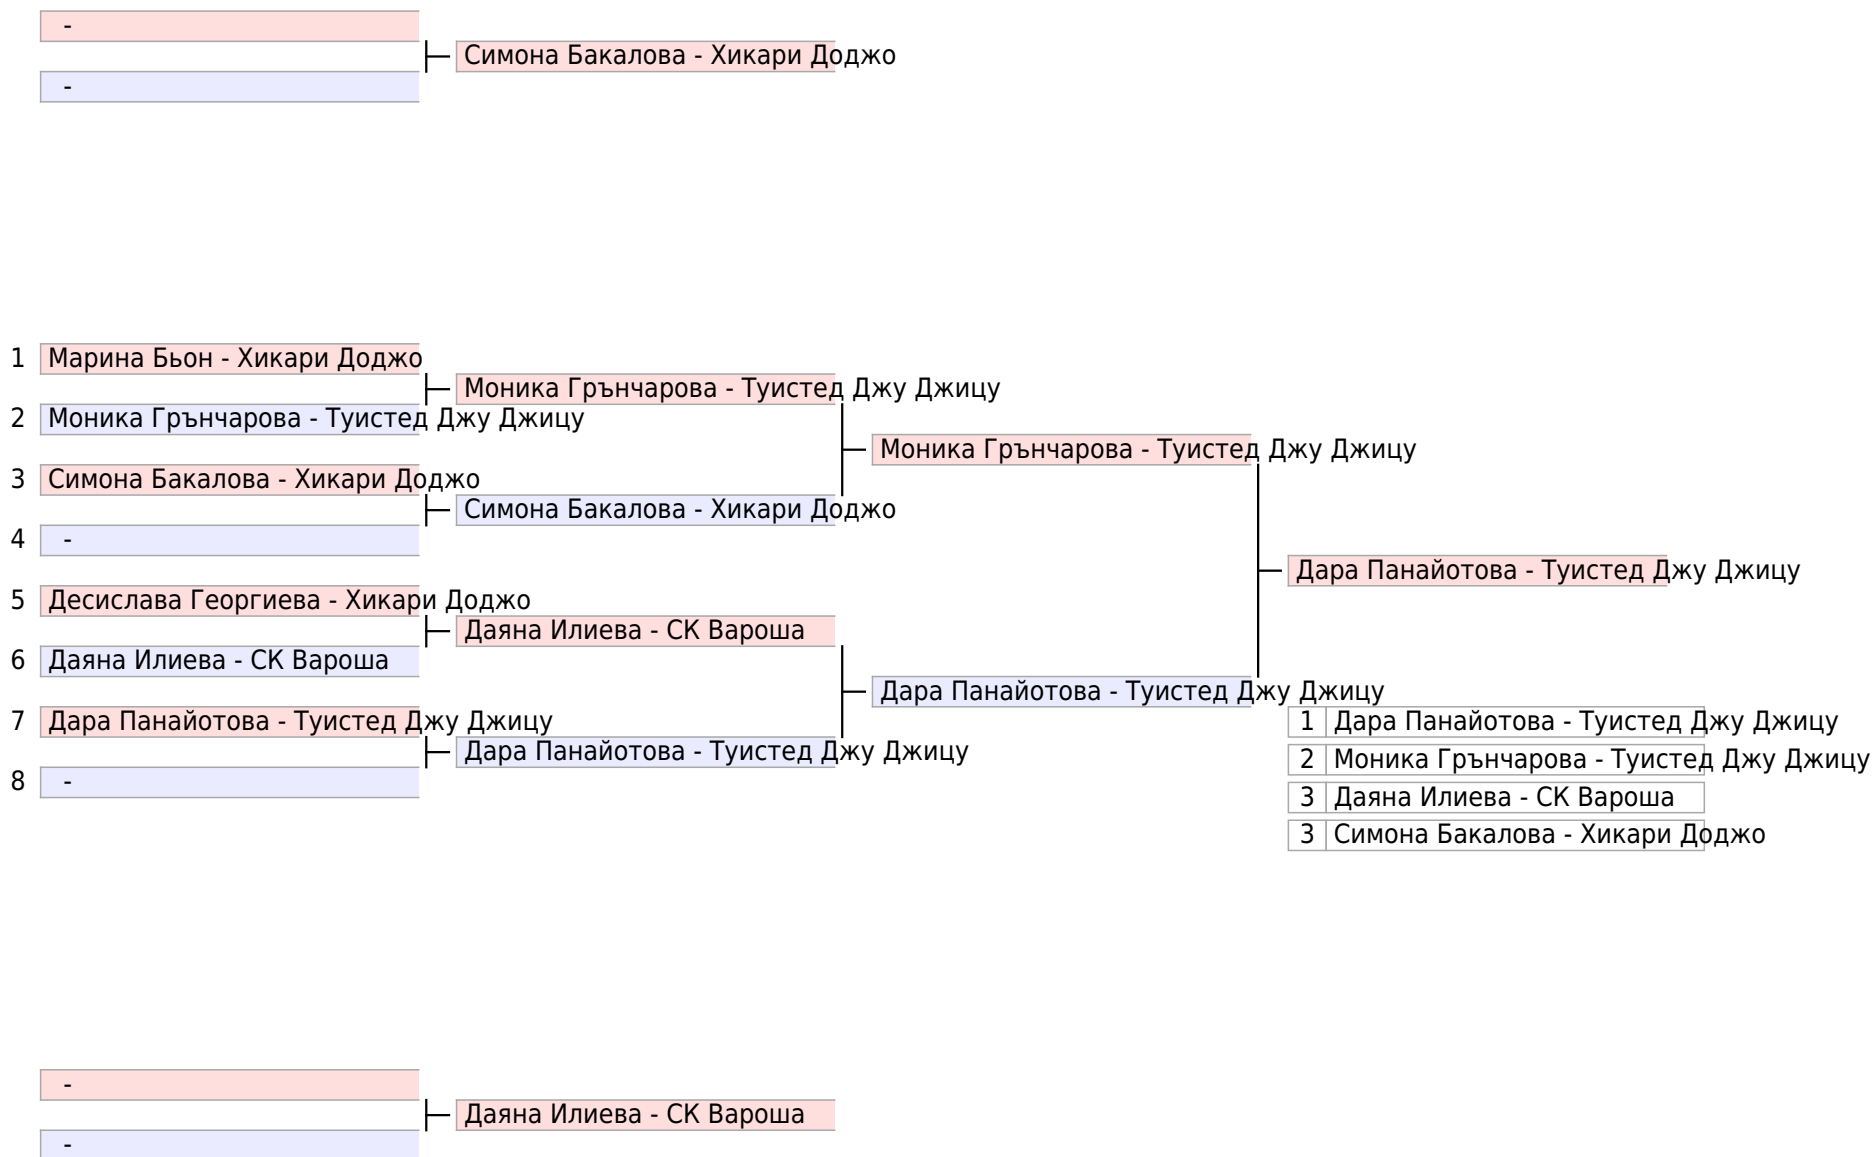 -
Симона Бакалова - Хикари Доджо
-
1 Марина Бьон - Хикари Доджо
Моника Грънчарова - Туистед Джу Джицу
2 Моника Грънчарова - Туистед Джу Джицу
Моника Грънчарова - Туистед Джу Джицу
3 Симона Бакалова - Хикари Доджо
Симона Бакалова - Хикари Доджо
4 -
Дара Панайотова - Туистед Джу Джицу
5 Десислава Георгиева - Хикари Доджо
Даяна Илиева - СК Вароша
6 Даяна Илиева - СК Вароша
Дара Панайотова - Туистед Джу Джицу
7 Дара Панайотова - Туистед Джу Джицу
Дара Панайотова - Туистед Джу Джицу
8 -
1 Дара Панайотова - Туистед Джу Джицу
2 Моника Грънчарова - Туистед Джу Джицу
3 Даяна Илиева - СК Вароша
3 Симона Бакалова - Хикари Доджо
-
Даяна Илиева - СК Вароша
-